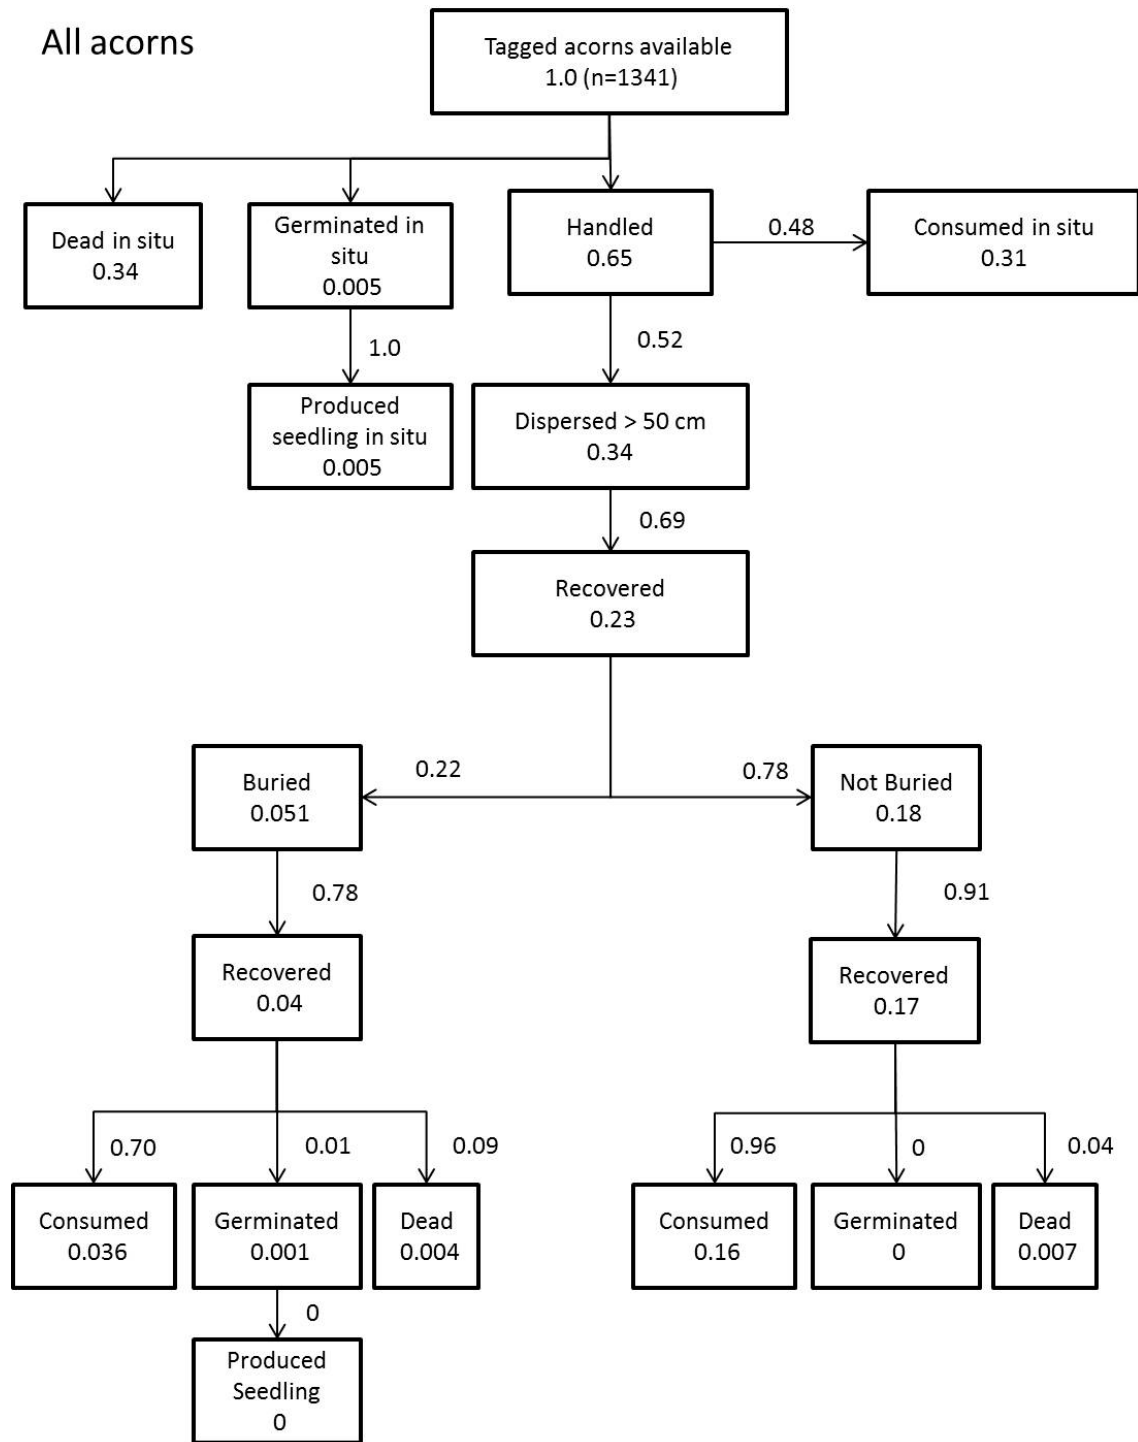 All acorns
Tagged acorns available
1.0 (n=1341)
Dead in situ
0.34
Germinated in
situ
0.005
Handled
0.65
0.48
Consumed in situ
0.31
1.0
0.52
Produced
seedling in situ
0.005
Dispersed > 50 cm
0.34
0.69
Recovered
0.23
0.22
0.78
Buried
0.051
Not Buried
0.18
0.78
0.91
Recovered
0.04
Recovered
0.17
0.70
0.01
0.09
0.96
0
0.04
Consumed
0.036
Germinated
0.001
Dead
0.004
Consumed
0.16
Germinated
0
Dead
0.007
0
Produced
Seedling
0